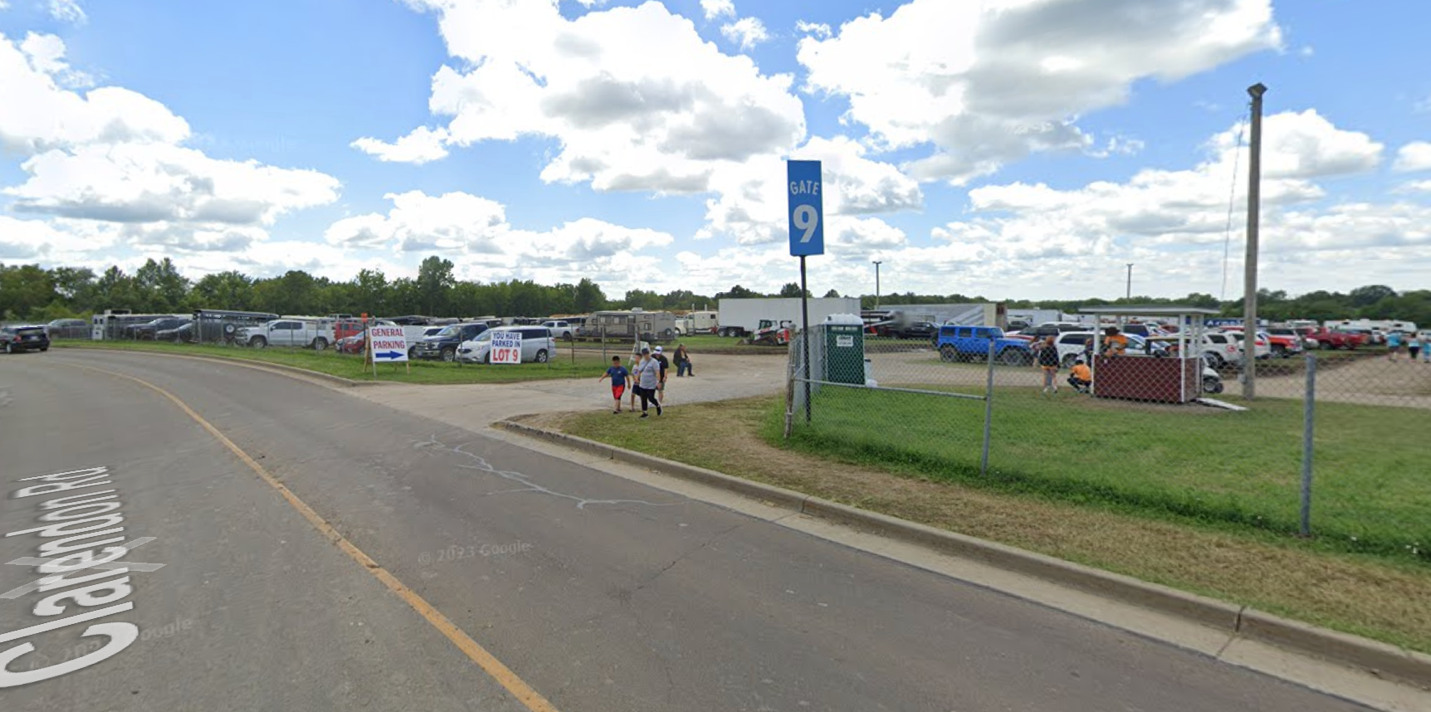 GATE
9
GENERAL
PARKING
YOU HAVE
PARKED IN
LOT 9
Clarendon Rd
© 2023 Google